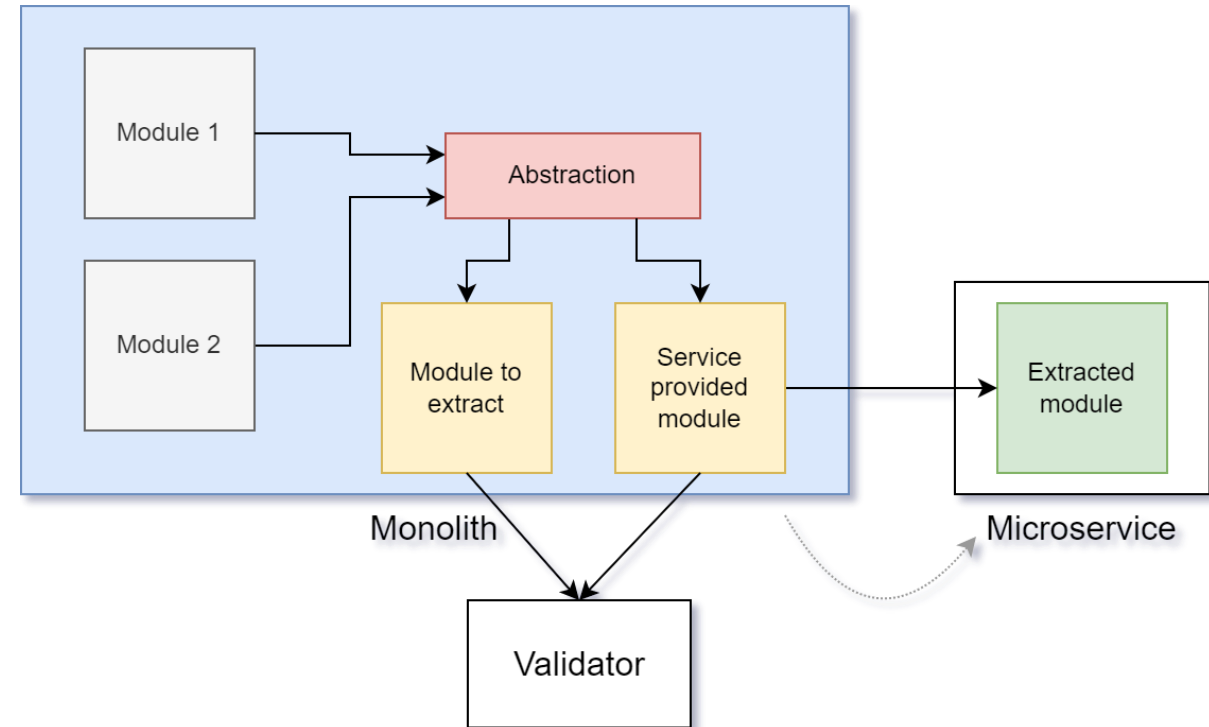 Module 1
Abstraction
Module 2
Module to
extract
Service
provided
module
Extracted
module
Monolith
Microservice
Validator